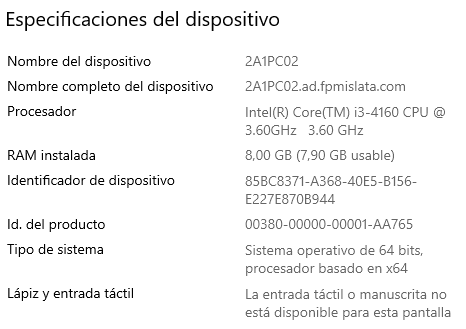 Especificaciones del dispositivo
Nombre del dispositivo 2A1PC02
Nombre completo del dispositivo 2A1PC02.ad.fpmislata.com
Procesador Intel(R) Core(TM) i3-4160 CPU @
3.60GHz 3.60 GHz
RAM instalada 8,00 GB (7,90 GB usable)
Identificador de dispositivo 85BC8371-A368-40E5-B156-
E227E870B944
Id. del producto 00380-00000-00001-AA765
Tipo de sistema Sistema operativo de 64 bits,
procesador basado en x64
Lápiz y entrada táctil La entrada táctil o manuscrita no
está disponible para esta pantalla